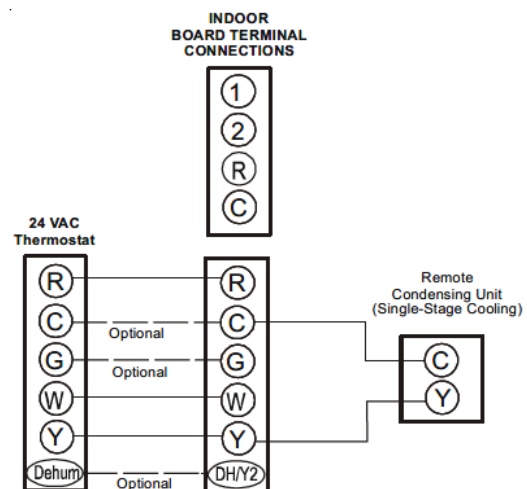 INDOOR
BOARD TERMINAL
CONNECTIONS
1
2
R
C
24 VAC
Thermostat
R
C
G
W
Y
Dehum
Optional
Optional
Optional
R
C
G
W
Y
DH/Y2
Remote
Condensing Unit
(Single-Stage Cooling)
C
Y